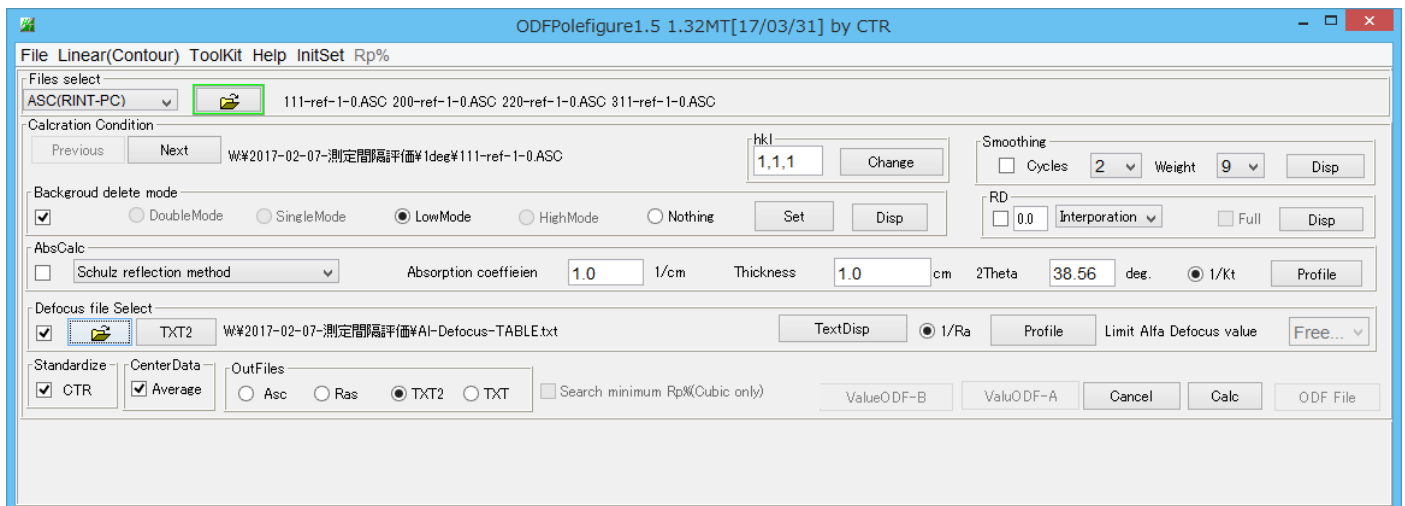 ODFPolefigure1.5 1.32MT[17/03/31] by CTR
File Linear(Contour) ToolKit Help InitSet Rp%
Files select
ASC(RINT-PC) 111-ref-1-0.ASC 200-ref-1-0.ASC 220-ref-1-0.ASC 311-ref-1-0.ASC
Calcration Condition
Previous Next W:¥2017-02-07-測定間隔評価¥1deg¥111-ref-1-0.ASC
hkl
1,1,1 Change
Smoothing
Cycles 2 Weight 9 Disp
Backgroud delete mode
DoubleMode SingleMode LowMode HighMode Nothing Set Disp
RD
0.0 Interporation Full Disp
AbsCalc
Schulz reflection method Absorption coeffieien 1.0 1/cm Thickness 1.0 cm 2Theta 38.56 deg. 1/Kt Profile
Defocus file Select
TXT2 W:¥2017-02-07-測定間隔評価¥Al-Defocus-TABLE.txt TextDisp 1/Ra Profile Limit Alfa Defocus value Free...
Standardize CenterData OutFiles
CTR Average Asc Ras TXT2 TXT Search minimum Rp%(Cubic only) ValueODF-B ValuODF-A Cancel Calc ODF File